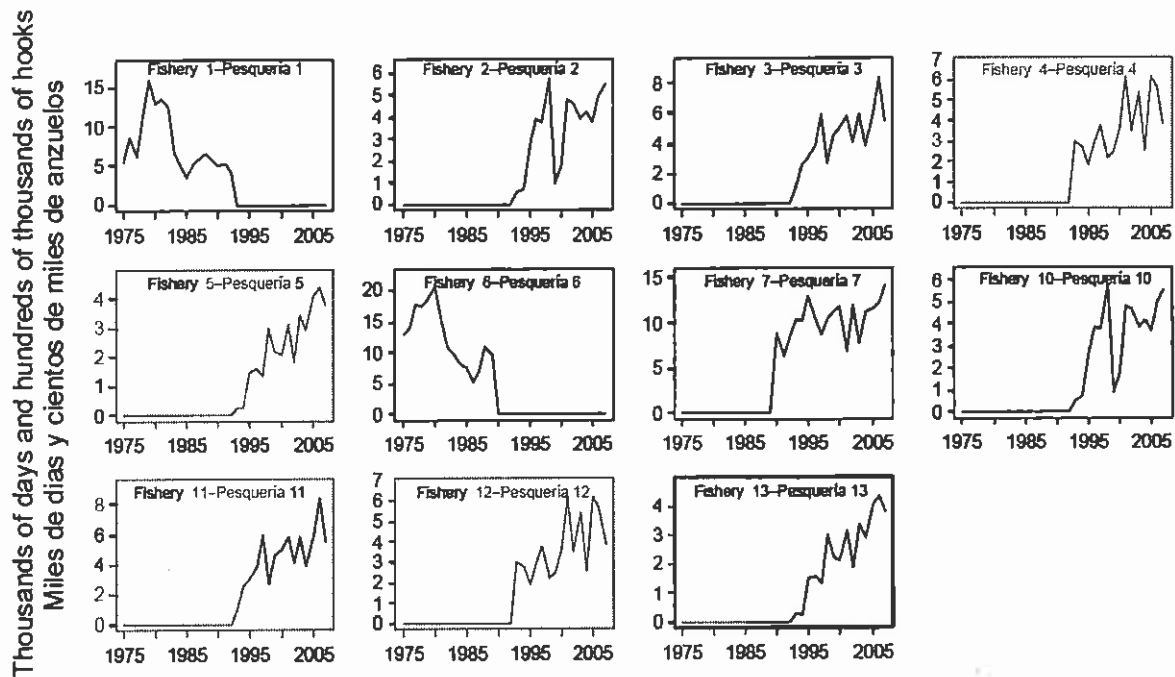 Thousands of days and hundreds of thousands of hooks
Miles de dias y cientos de miles de anzuelos
Fishery 1–Pesquería 1
15
10
5
0
1975 1985 1995 2005
Fishery 2–Pesquería 2
6
5
4
3
2
1
0
1975 1985 1995 2005
Fishery 3–Pesquería 3
8
6
4
2
0
1975 1985 1995 2005
Fishery 4–Pesquería 4
7
6
5
4
3
2
1
0
1975 1985 1995 2005
Fishery 5–Pesquería 5
4
3
2
1
0
1975 1985 1995 2005
Fishery 6–Pesquería 6
20
15
10
5
0
1975 1985 1995 2005
Fishery 7–Pesquería 7
15
10
5
0
1975 1985 1995 2005
Fishery 10–Pesquería 10
6
5
4
3
2
1
0
1975 1985 1995 2005
Fishery 11–Pesquería 11
8
6
4
2
0
1975 1985 1995 2005
Fishery 12–Pesquería 12
7
6
5
4
3
2
1
0
1975 1985 1995 2005
Fishery 13–Pesquería 13
4
3
2
1
0
1975 1985 1995 2005